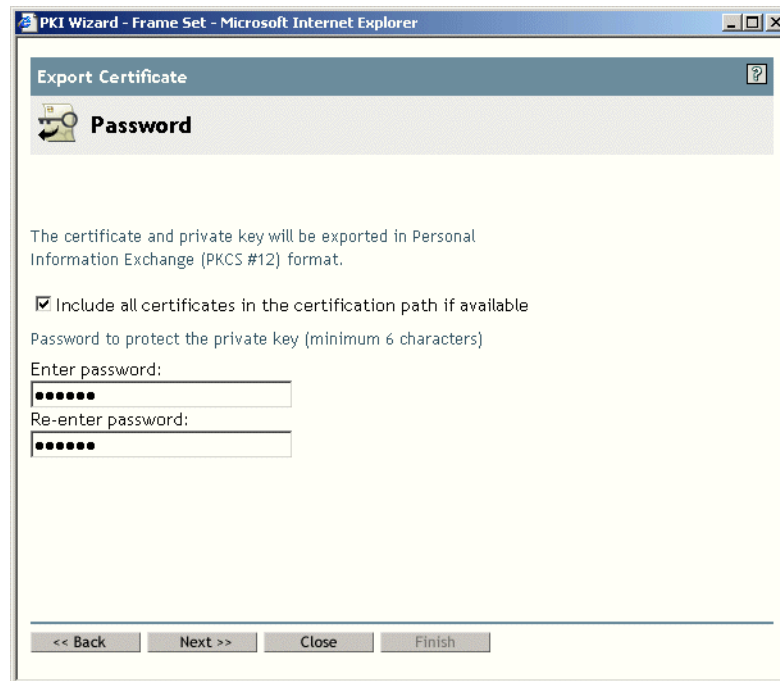 PKI Wizard - Frame Set - Microsoft Internet Explorer
Export Certificate
?
Password
The certificate and private key will be exported in Personal
Information Exchange (PKCS #12) format.
Include all certificates in the certification path if available
Password to protect the private key (minimum 6 characters)
Enter password:
●●●●●●
Re-enter password:
●●●●●●
<< Back Next >> Close Finish